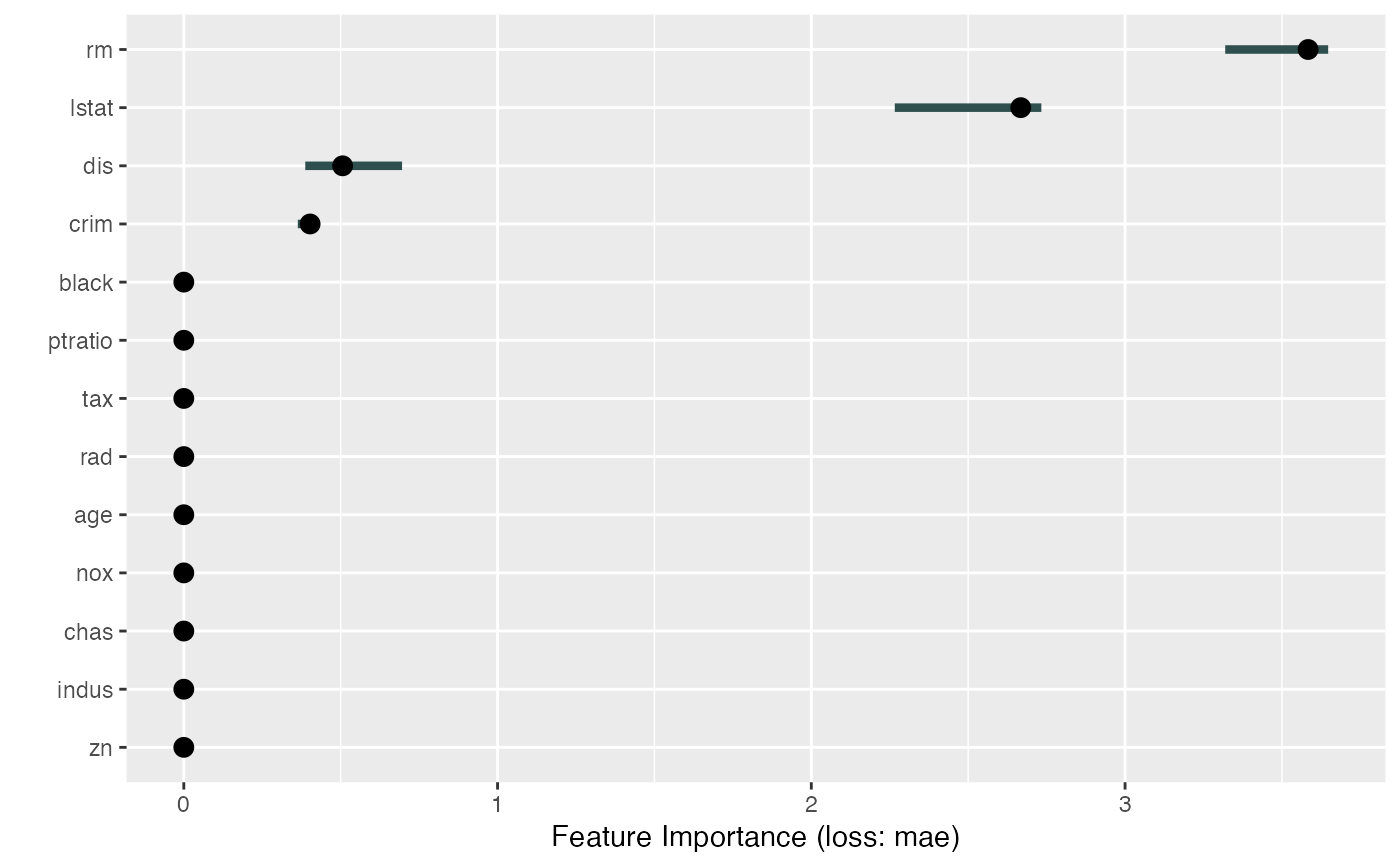 rm
lstat
dis
crim
black
ptratio
tax
rad
age
nox
chas
indus
zn
0 1 2 3
Feature Importance (loss: mae)